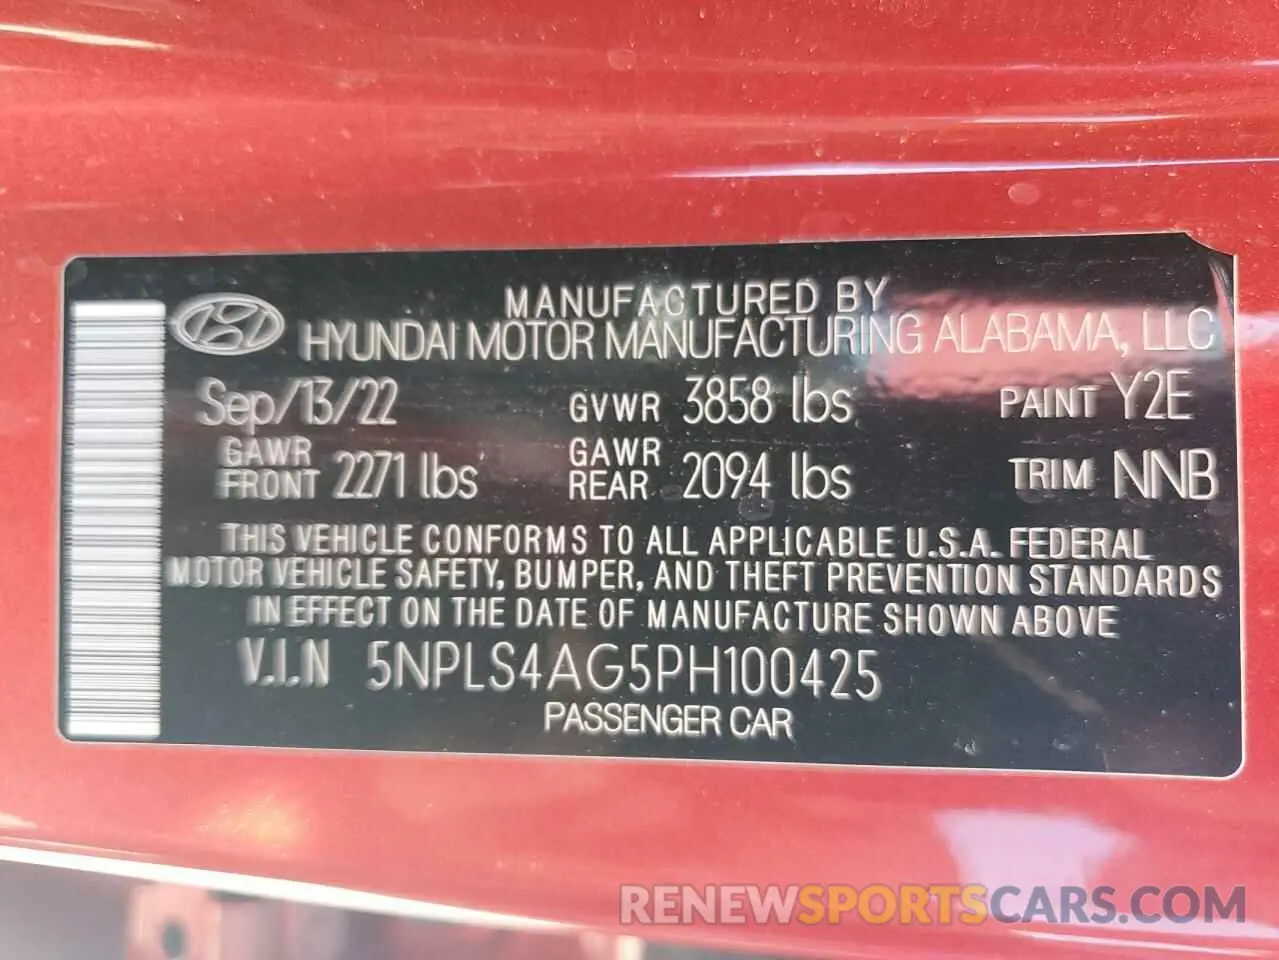 MANUFACTURED BY
HYUNDAI MOTOR MANUFACTURING ALABAMA, LLC
Sep/13/22 GVWR 3858 lbs PAINT Y2E
GAWR FRONT 2271 lbs GAWR REAR 2094 lbs TRIM NNB
THIS VEHICLE CONFORMS TO ALL APPLICABLE U.S.A. FEDERAL
MOTOR VEHICLE SAFETY, BUMPER, AND THEFT PREVENTION STANDARDS
IN EFFECT ON THE DATE OF MANUFACTURE SHOWN ABOVE
V.I.N 5NPLS4AG5PH100425
PASSENGER CAR
RENEWSPORTSCARS.COM